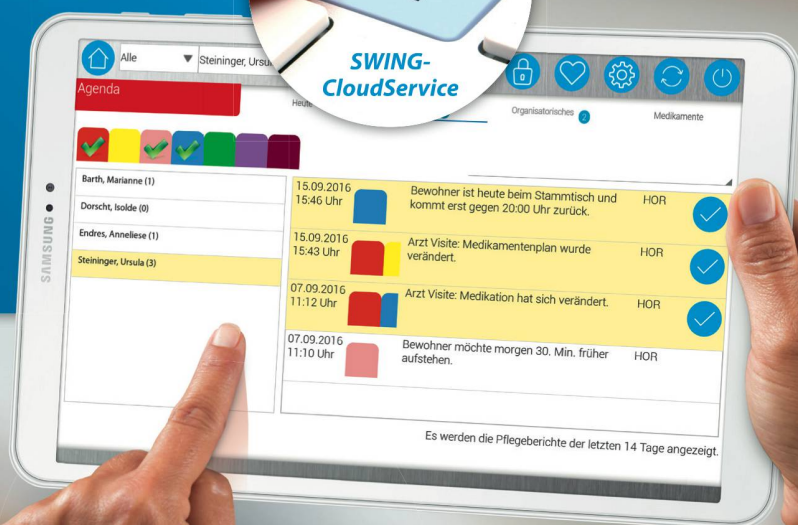 SWING-
CloudService
Alle
Steininger, Ursu
Agenda
Heute
Organisatorisches 2
Medikamente
Barth, Marianne (1)
Dorscht, Isolde (0)
Endres, Anneliese (1)
Steininger, Ursula (3)
15.09.2016
15:46 Uhr
Bewohner ist heute beim Stammtisch und
kommt erst gegen 20:00 Uhr zurück.
HOR
15.09.2016
15:43 Uhr
Arzt Visite: Medikamentenplan wurde
verändert.
HOR
07.09.2016
11:12 Uhr
Arzt Visite: Medikation hat sich verändert.
HOR
07.09.2016
11:10 Uhr
Bewohner möchte morgen 30. Min. früher
aufstehen.
HOR
Es werden die Pflegeberichte der letzten 14 Tage angezeigt.
SAMSUNG